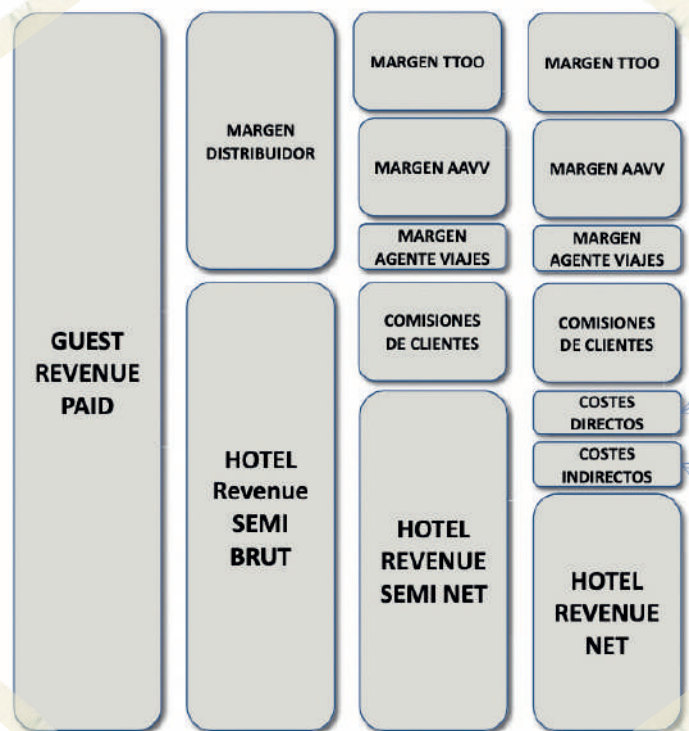 GUEST
REVENUE
PAID
MARGEN
DISTRIBUIDOR
HOTEL
Revenue
SEMI
BRUT
MARGEN TTOO
MARGEN AAVV
MARGEN
AGENTE VIAJES
COMISIONES
DE CLIENTES
HOTEL
REVENUE
SEMI NET
MARGEN TTOO
MARGEN AAVV
MARGEN
AGENTE VIAJES
COMISIONES
DE CLIENTES
COSTES
DIRECTOS
COSTES
INDIRECTOS
HOTEL
REVENUE
NET